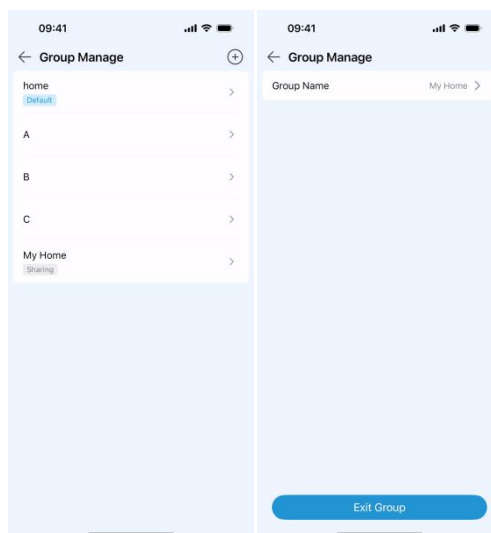 09:41
Group Manage
home
Default
A
B
C
My Home
Sharing
09:41
Group Manage
Group Name My Home
Exit Group